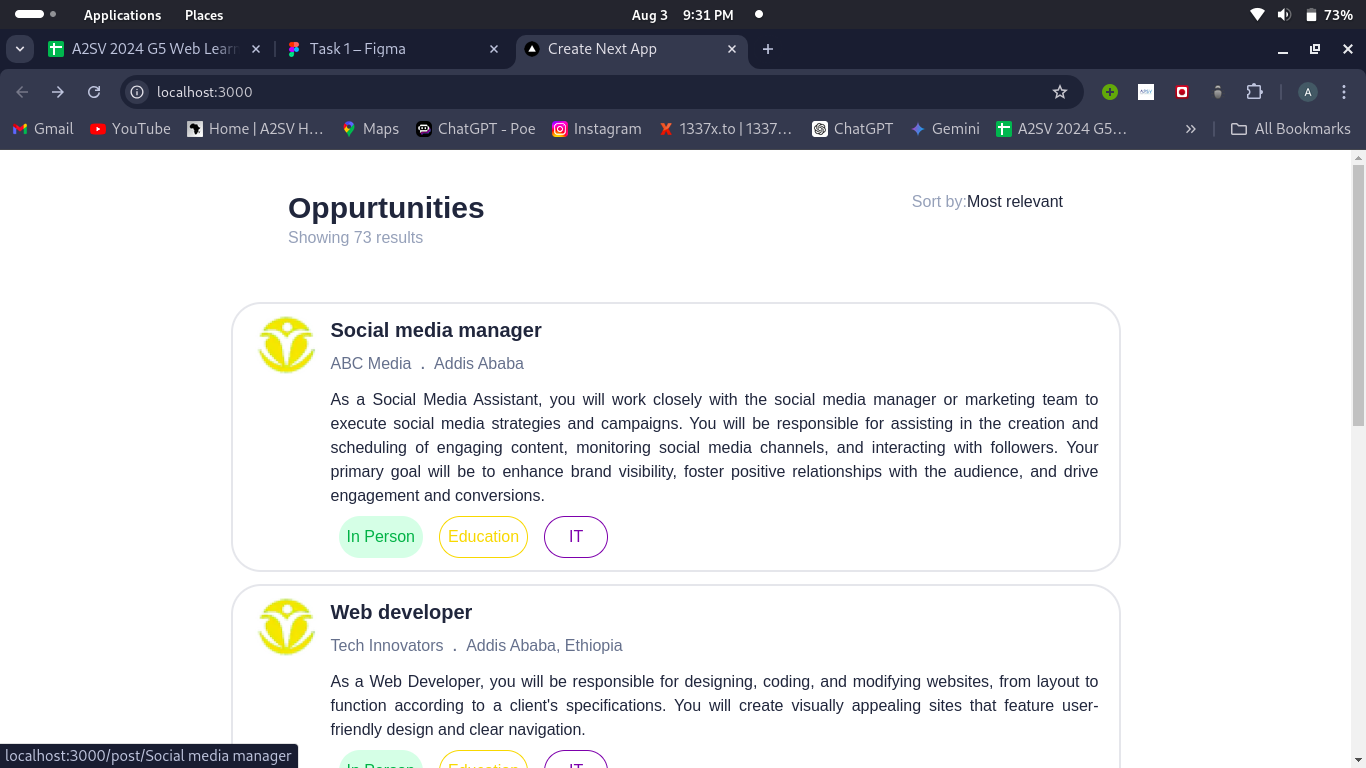 Applications Places Aug 3 9:31 PM 73%
A2SV 2024 G5 Web Learn Task 1 – Figma Create Next App
localhost:3000 A
Gmail YouTube Home | A2SV H... Maps ChatGPT - Poe Instagram 1337x.to | 1337... ChatGPT Gemini A2SV 2024 G5... » All Bookmarks
Oppurtunities
Sort by:Most relevant
Showing 73 results
Social media manager
ABC Media . Addis Ababa
As a Social Media Assistant, you will work closely with the social media manager or marketing team to
execute social media strategies and campaigns. You will be responsible for assisting in the creation and
scheduling of engaging content, monitoring social media channels, and interacting with followers. Your
primary goal will be to enhance brand visibility, foster positive relationships with the audience, and drive
engagement and conversions.
In Person Education IT
Web developer
Tech Innovators . Addis Ababa, Ethiopia
As a Web Developer, you will be responsible for designing, coding, and modifying websites, from layout to
function according to a client's specifications. You will create visually appealing sites that feature user-
friendly design and clear navigation.
In Person Education IT
localhost:3000/post/Social media manager